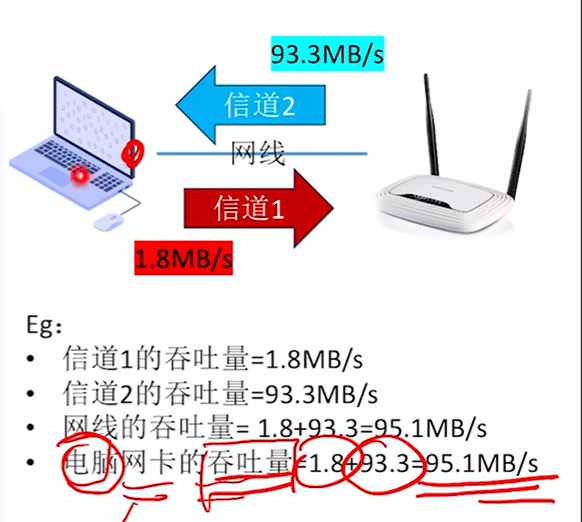 93.3MB/s
信道2
网线
信道1
1.8MB/s
Eg：
• 信道1的吞吐量=1.8MB/s
• 信道2的吞吐量=93.3MB/s
• 网线的吞吐量= 1.8+93.3=95.1MB/s
• 电脑网卡的吞吐量=1.8+93.3=95.1MB/s